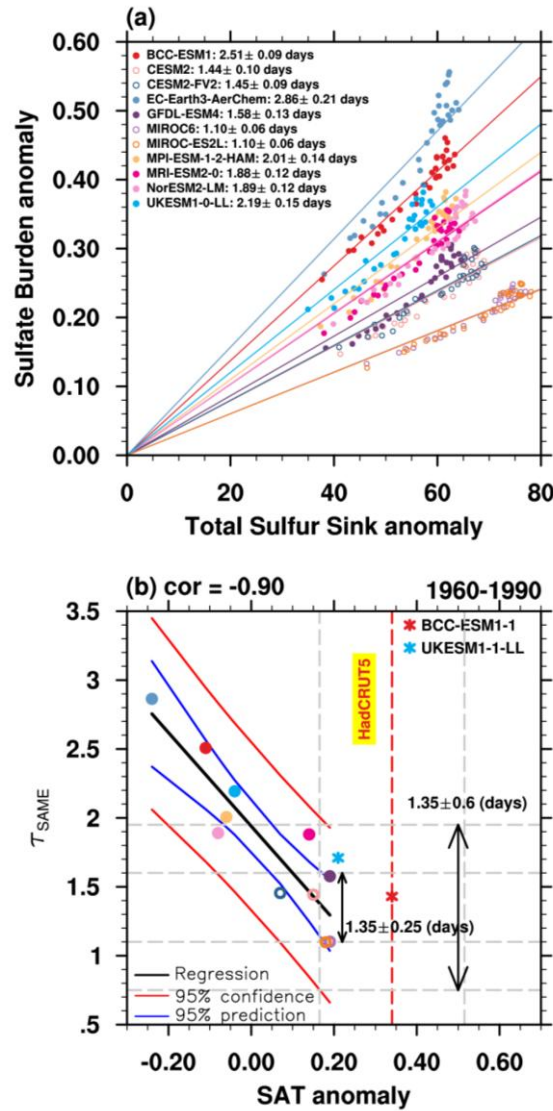 (a)
0.60
0.50
0.40
0.30
0.20
0.10
0.00
Sulfate Burden anomaly
BCC-ESM1: 2.51± 0.09 days
CESM2: 1.44± 0.10 days
CESM2-FV2: 1.45± 0.09 days
EC-Earth3-AerChem: 2.86± 0.21 days
GFDL-ESM4: 1.58± 0.13 days
MIROC6: 1.10± 0.06 days
MIROC-ES2L: 1.10± 0.06 days
MPI-ESM-1-2-HAM: 2.01± 0.14 days
MRI-ESM2-0: 1.88± 0.12 days
NorESM2-LM: 1.89± 0.12 days
UKESM1-0-LL: 2.19± 0.15 days
0 20 40 60 80
Total Sulfur Sink anomaly
(b) cor = -0.90 1960-1990
3.5
3
2.5
2
1.5
1
.5
τSAME
BCC-ESM1-1
UKESM1-1-LL
HadCRUT5
1.35±0.6 (days)
1.35±0.25 (days)
Regression
95% confidence
95% prediction
-0.20 0.00 0.20 0.40 0.60
SAT anomaly